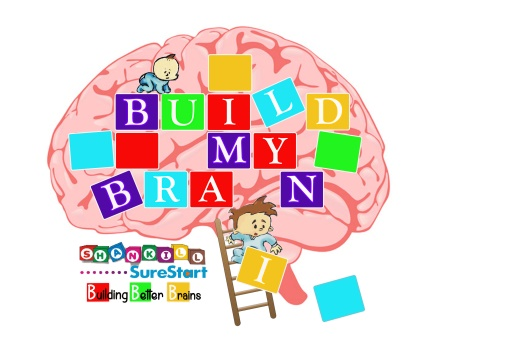 BUILD
MY
BRA N
I
SHANKILL
SureStart
Building Better Brains